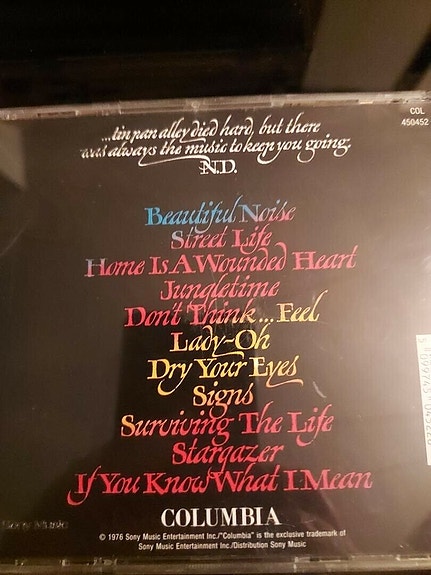 COL
450452
...tin pan alley died hard, but there
was always the music to keep you going.
N.D.
Beautiful Noise
Street Life
Home Is A Wounded Heart
Jungletime
Don't Think...Feel
Lady-Oh
Dry Your Eyes
Signs
Surviving The Life
Stargazer
If You Know What I Mean
Sony Music
COLUMBIA
© 1976 Sony Music Entertainment Inc./"Columbia" is the exclusive trademark of
Sony Music Entertainment Inc./Distribution Sony Music